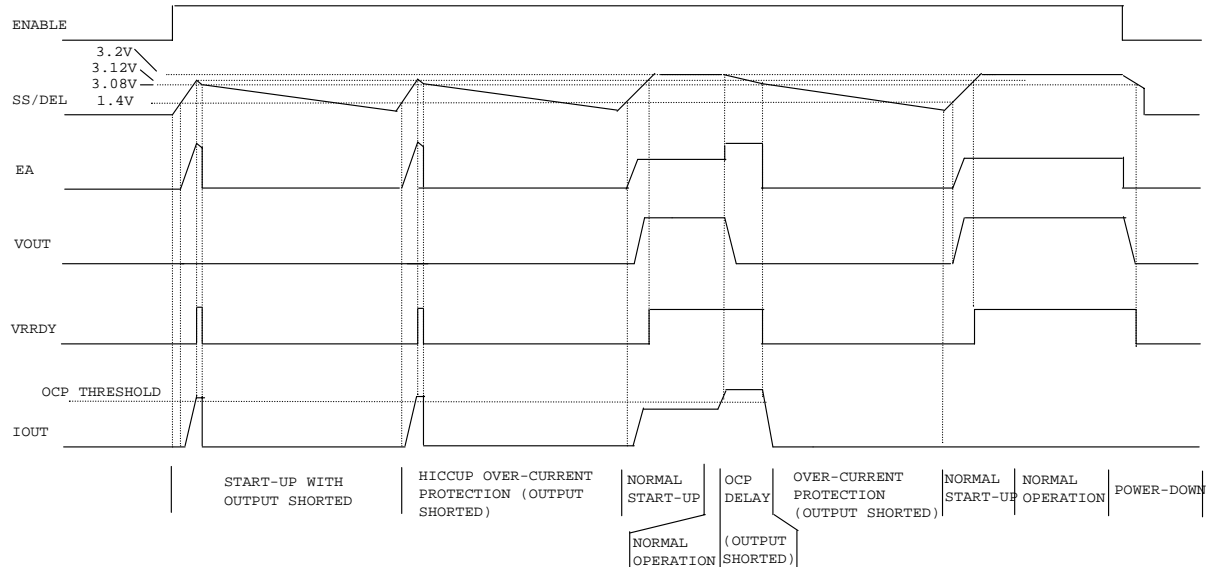 ENABLE
3.2V
3.12V
3.08V
SS/DEL
1.4V
EA
VOUT
VRRDY
OCP THRESHOLD
IOUT
START-UP WITH
OUTPUT SHORTED
HICCUP OVER-CURRENT
PROTECTION (OUTPUT
SHORTED)
NORMAL
START-UP
NORMAL
OPERATION
OCP
DELAY
(OUTPUT
SHORTED)
OVER-CURRENT
PROTECTION
(OUTPUT SHORTED)
NORMAL
START-UP
NORMAL
OPERATION
POWER-DOWN